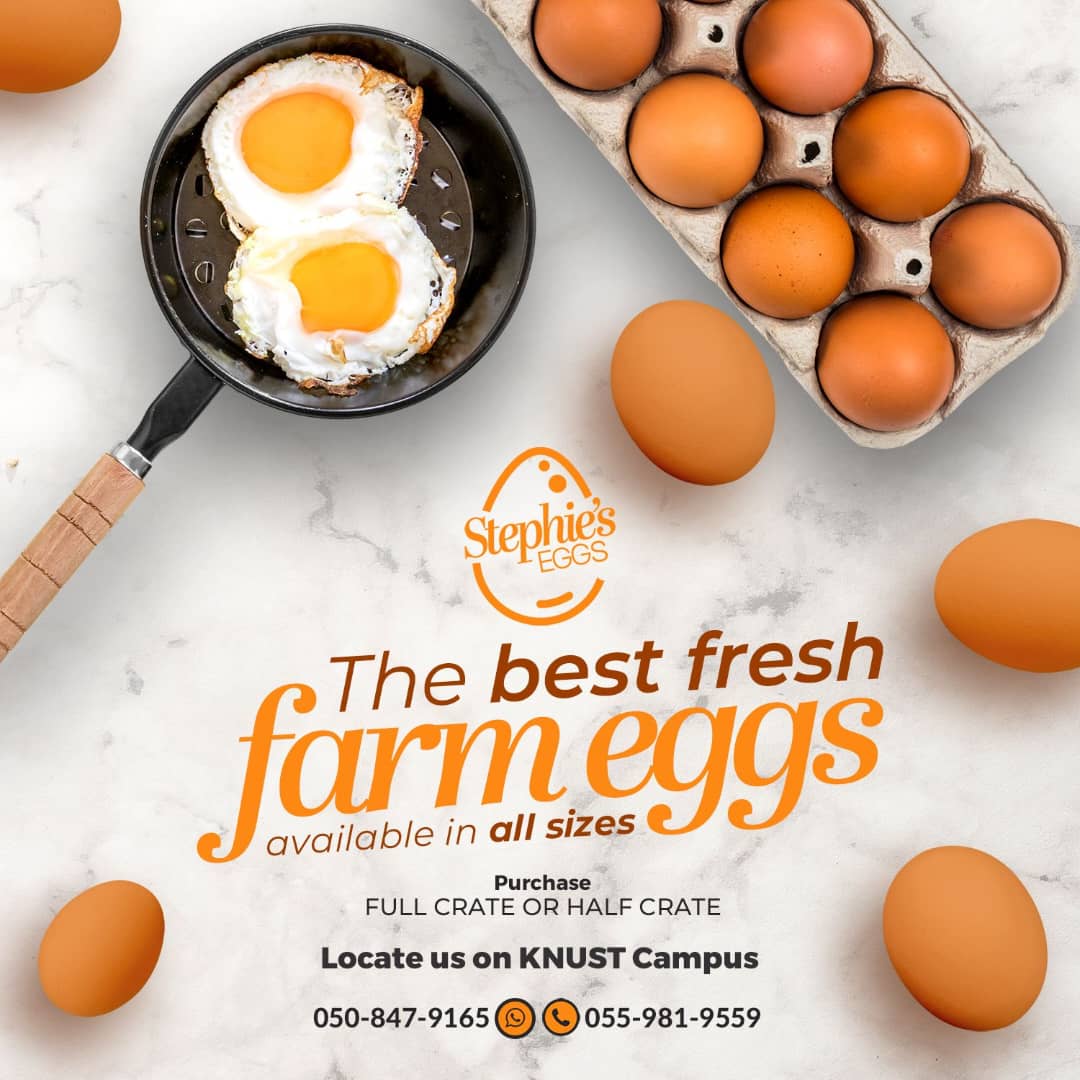 Stephie's
EGGS
The best fresh
farm eggs
available in all sizes
Purchase
FULL CRATE OR HALF CRATE
Locate us on KNUST Campus
050-847-9165 055-981-9559